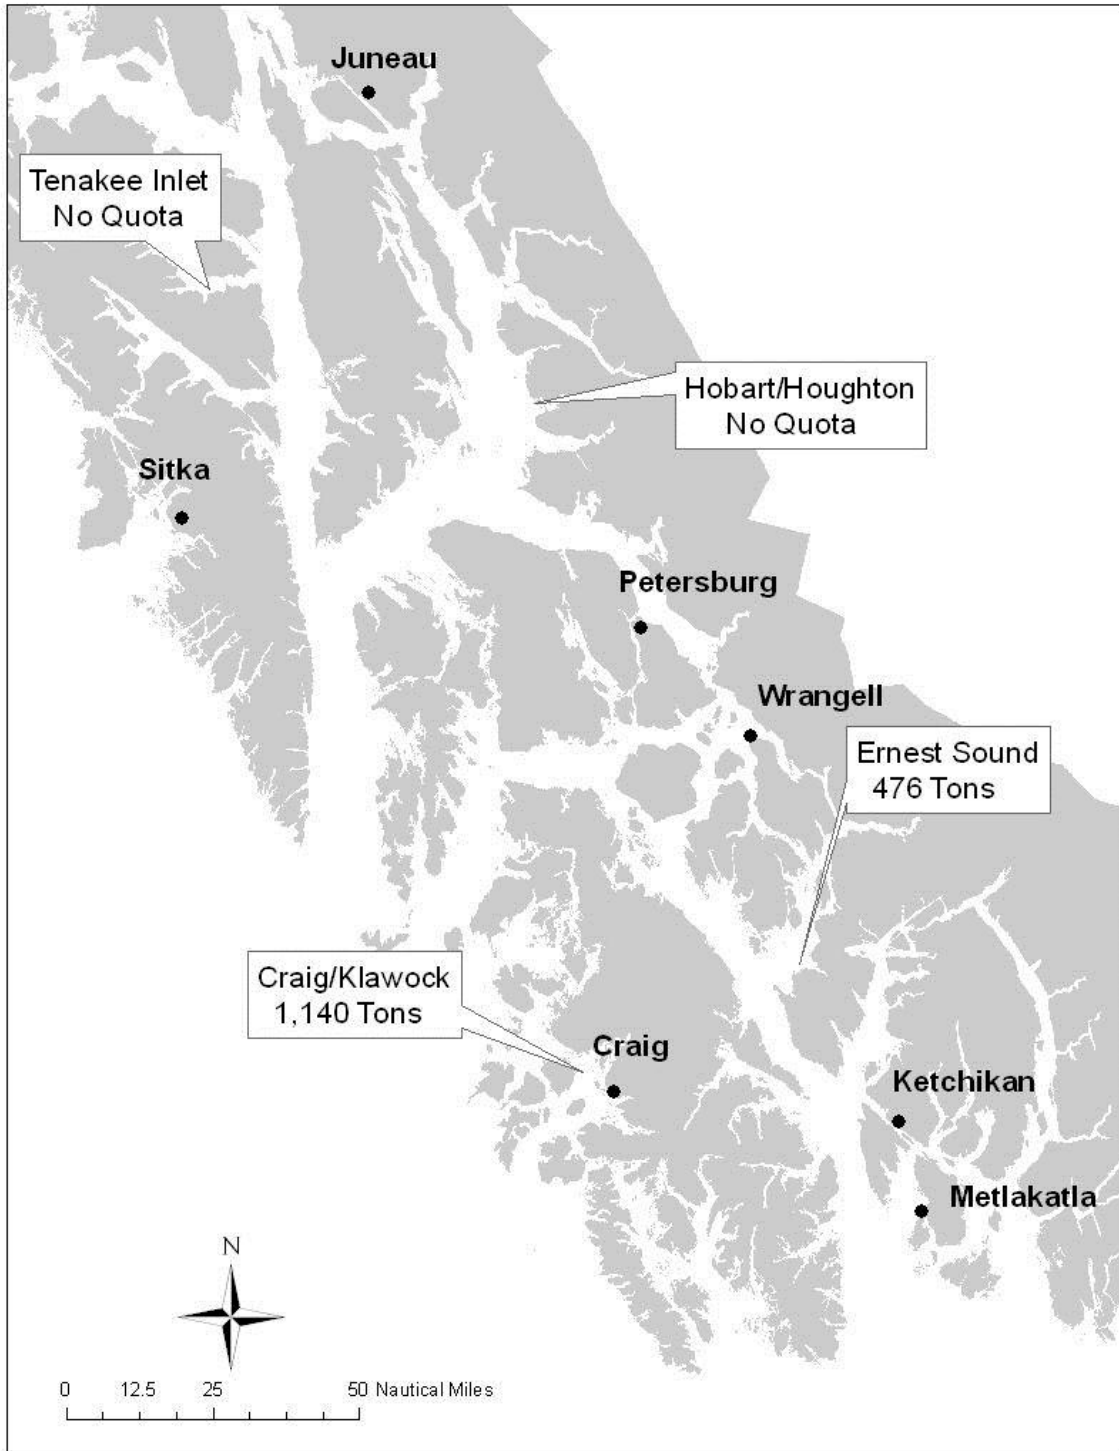 Juneau
Tenakee Inlet
No Quota
Hobart/Houghton
No Quota
Sitka
Petersburg
Wrangell
Ernest Sound
476 Tons
Craig/Klawock
1,140 Tons
Craig
Ketchikan
Metlakatla
N
0 12.5 25 50 Nautical Miles